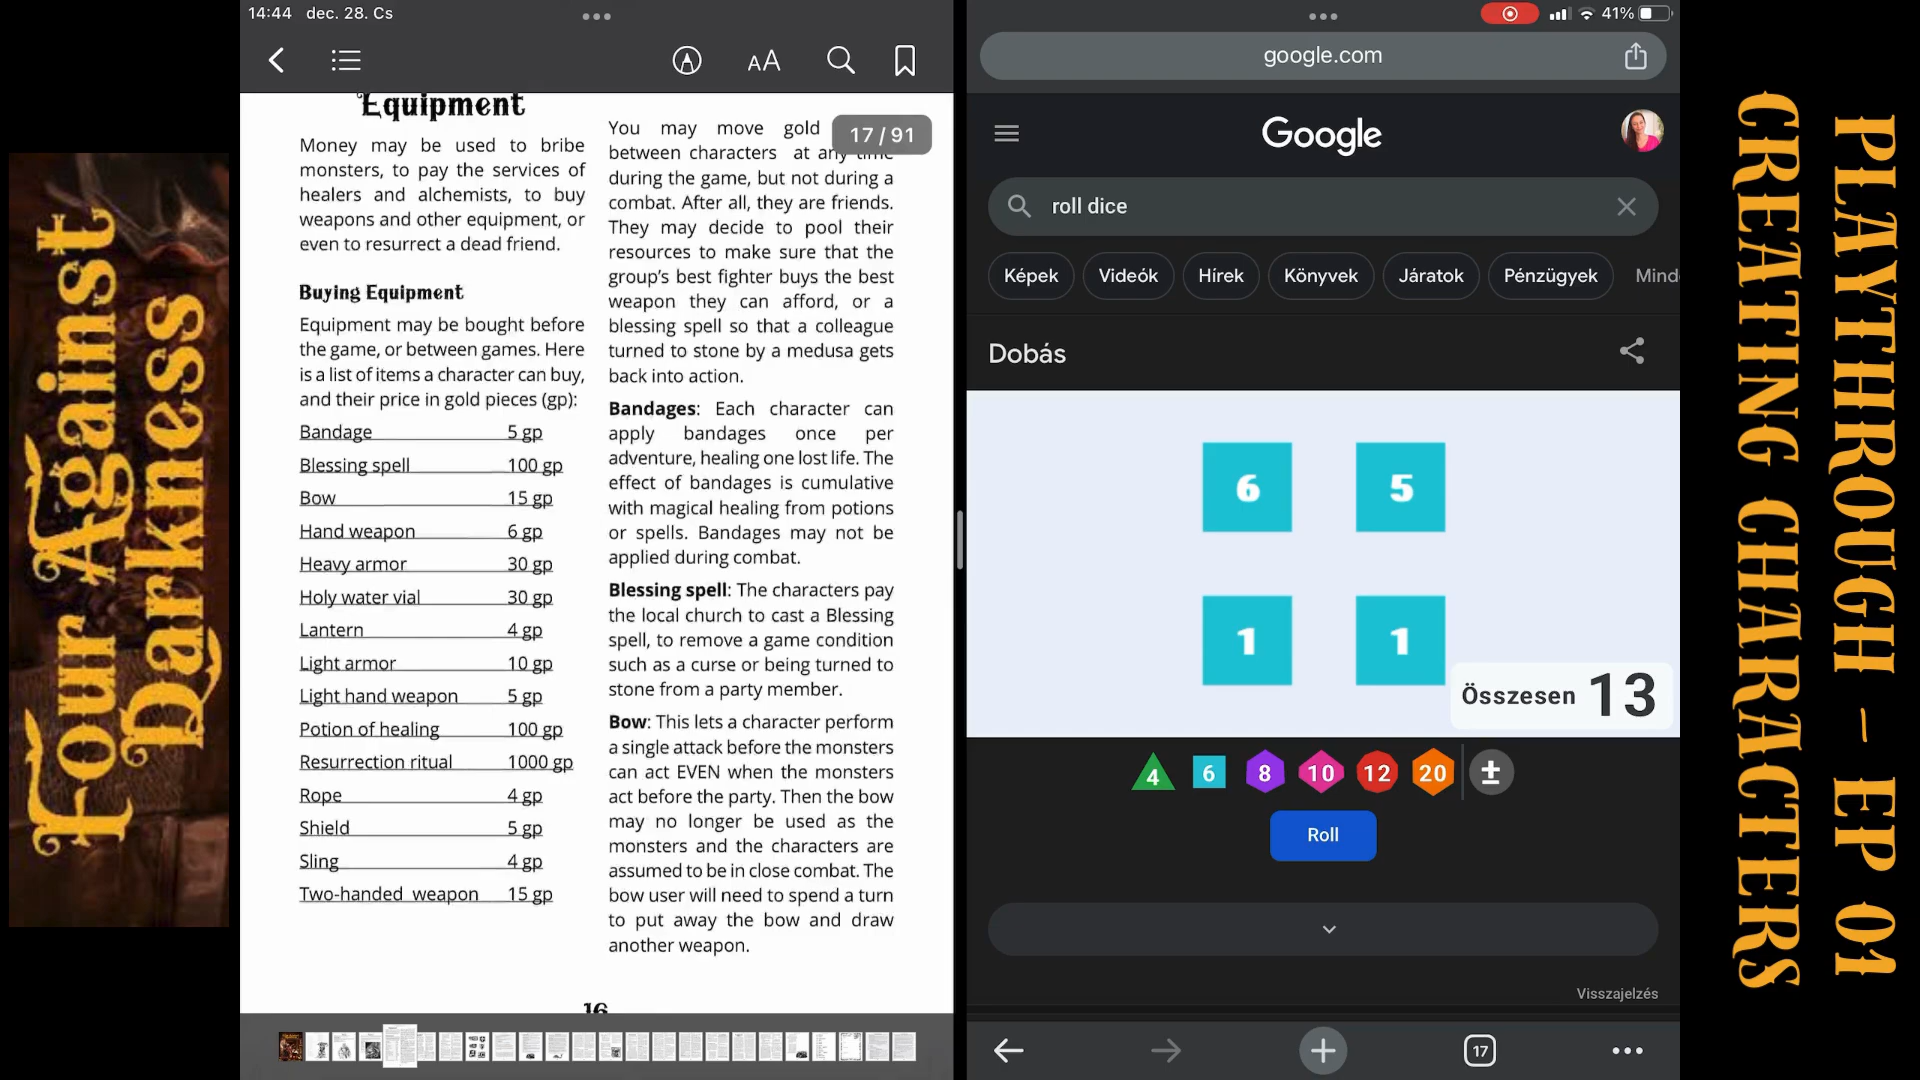 Four Against
Darkness
14:44 dec. 28. Cs
AA
Equipment
Money may be used to bribe
monsters, to pay the services of
healers and alchemists, to buy
weapons and other equipment, or
even to resurrect a dead friend.
Buying Equipment
Equipment may be bought before
the game, or between games. Here
is a list of items a character can buy,
and their price in gold pieces (gp):
Bandage 5 gp
Blessing spell 100 gp
Bow 15 gp
Hand weapon 6 gp
Heavy armor 30 gp
Holy water vial 30 gp
Lantern 4 gp
Light armor 10 gp
Light hand weapon 5 gp
Potion of healing 100 gp
Resurrection ritual 1000 gp
Rope 4 gp
Shield 5 gp
Sling 4 gp
Two-handed weapon 15 gp
17 / 91
You may move gold
between characters at any time
during the game, but not during a
combat. After all, they are friends.
They may decide to pool their
resources to make sure that the
group's best fighter buys the best
weapon they can afford, or a
blessing spell so that a colleague
turned to stone by a medusa gets
back into action.
Bandages: Each character can
apply bandages once per
adventure, healing one lost life. The
effect of bandages is cumulative
with magical healing from potions
or spells. Bandages may not be
applied during combat.
Blessing spell: The characters pay
the local church to cast a Blessing
spell, to remove a game condition
such as a curse or being turned to
stone from a party member.
Bow: This lets a character perform
a single attack before the monsters
can act EVEN when the monsters
act before the party. Then the bow
may no longer be used as the
monsters and the characters are
assumed to be in close combat. The
bow user will need to spend a turn
to put away the bow and draw
another weapon.
16
41%
google.com
Google
roll dice
Képek Videók Hírek Könyvek Járatok Pénzügyek Mind
Dobás
6 5
1 1
Összesen 13
4 6 8 10 12 20 ±
Roll
Visszajelzés
17
PLAYTHROUGH - EP 01
CREATING CHARACTERS